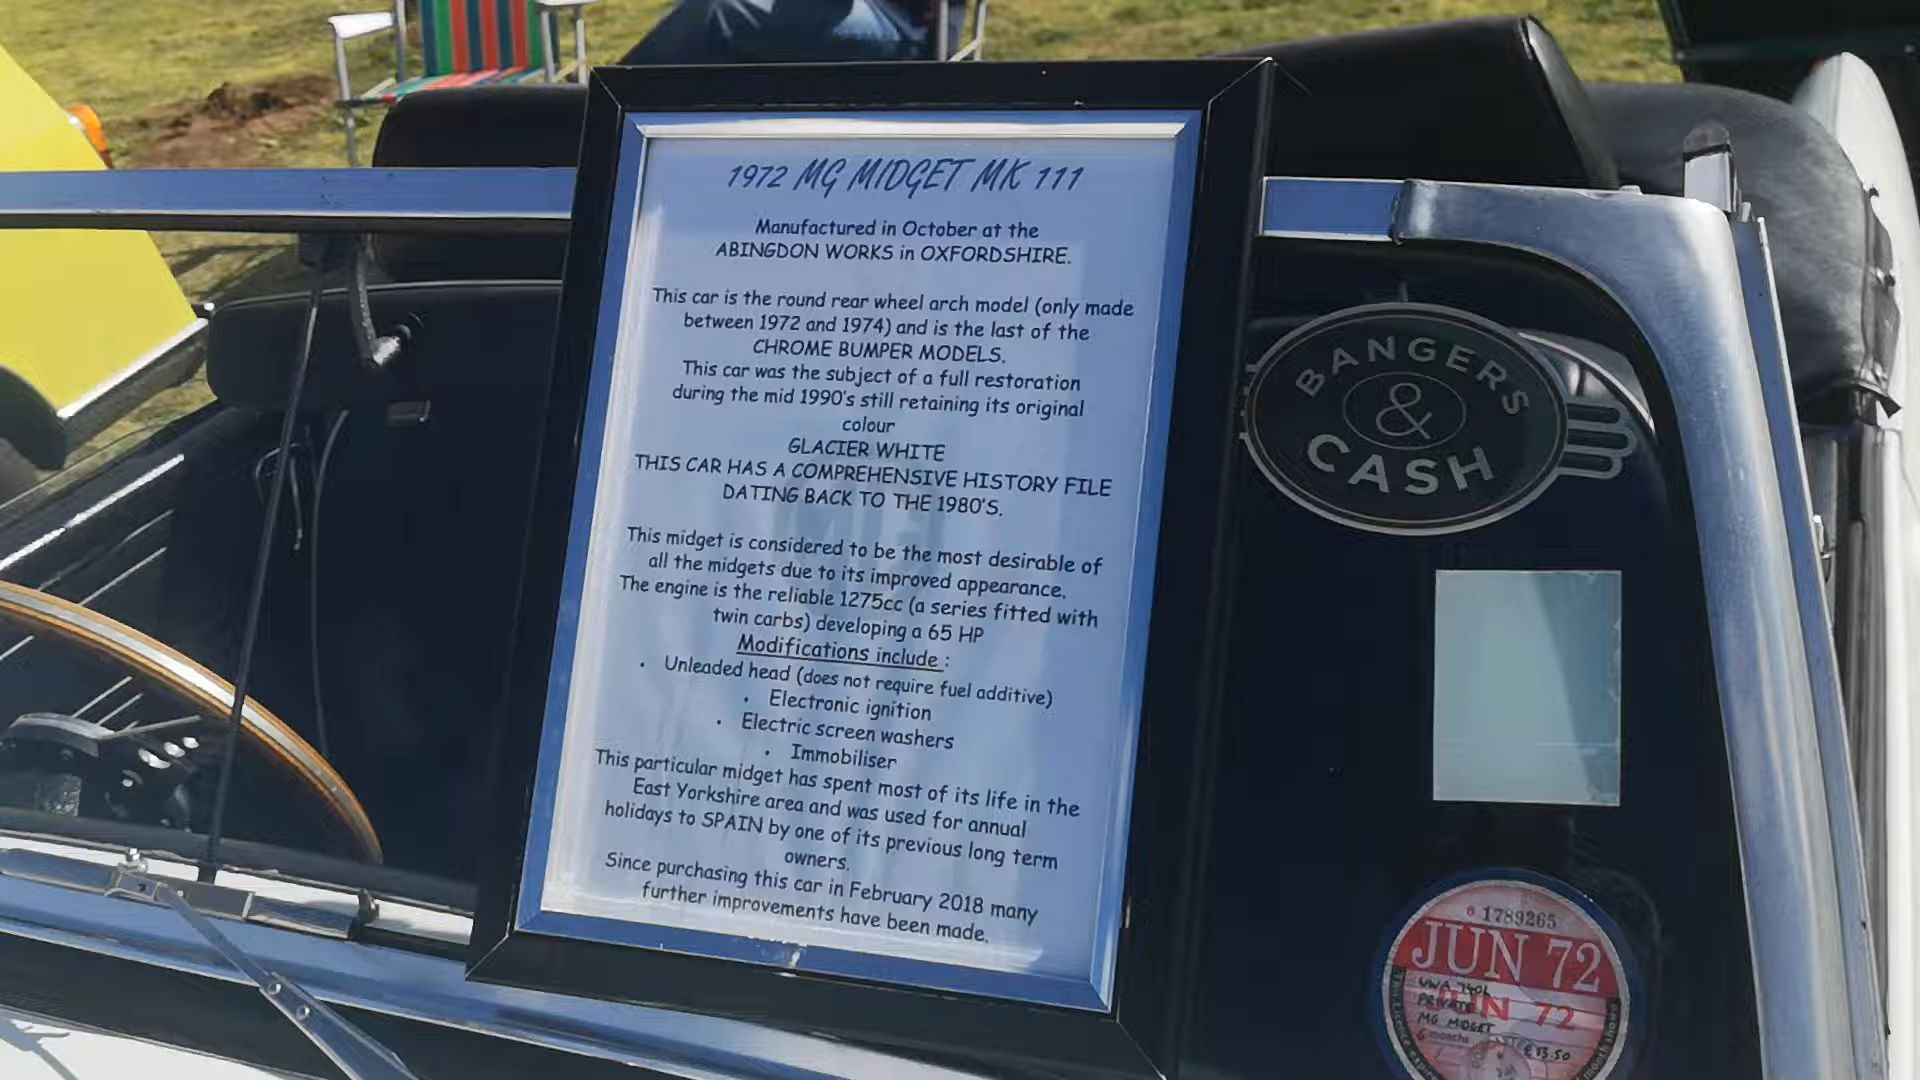 1972 MG MIDGET MK 111
Manufactured in October at the
ABINGDON WORKS in OXFORDSHIRE.
This car is the round rear wheel arch model (only made
between 1972 and 1974) and is the last of the
CHROME BUMPER MODELS.
This car was the subject of a full restoration
during the mid 1990's still retaining its original
colour
GLACIER WHITE
THIS CAR HAS A COMPREHENSIVE HISTORY FILE
DATING BACK TO THE 1980'S.
This midget is considered to be the most desirable of
all the midgets due to its improved appearance.
The engine is the reliable 1275cc (a series fitted with
twin carbs) developing a 65 HP
Modifications include :
• Unleaded head (does not require fuel additive)
• Electronic ignition
• Electric screen washers
• Immobiliser
This particular midget has spent most of its life in the
East Yorkshire area and was used for annual
holidays to SPAIN by one of its previous long term
owners.
Since purchasing this car in February 2018 many
further improvements have been made.
BANGERS
&
CASH
6 1789265
JUN 72
PRIVATE
JUN 72
MG MIDGET
6 months
£13.50